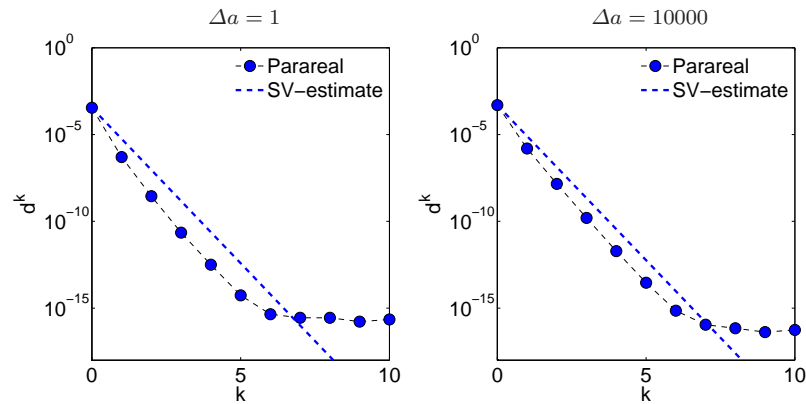 Δa = 1
10^0
10^−5
10^−10
10^−15
d^k
0
5
10
k
Parareal
SV−estimate
Δa = 10000
10^0
10^−5
10^−10
10^−15
d^k
0
5
10
k
Parareal
SV−estimate